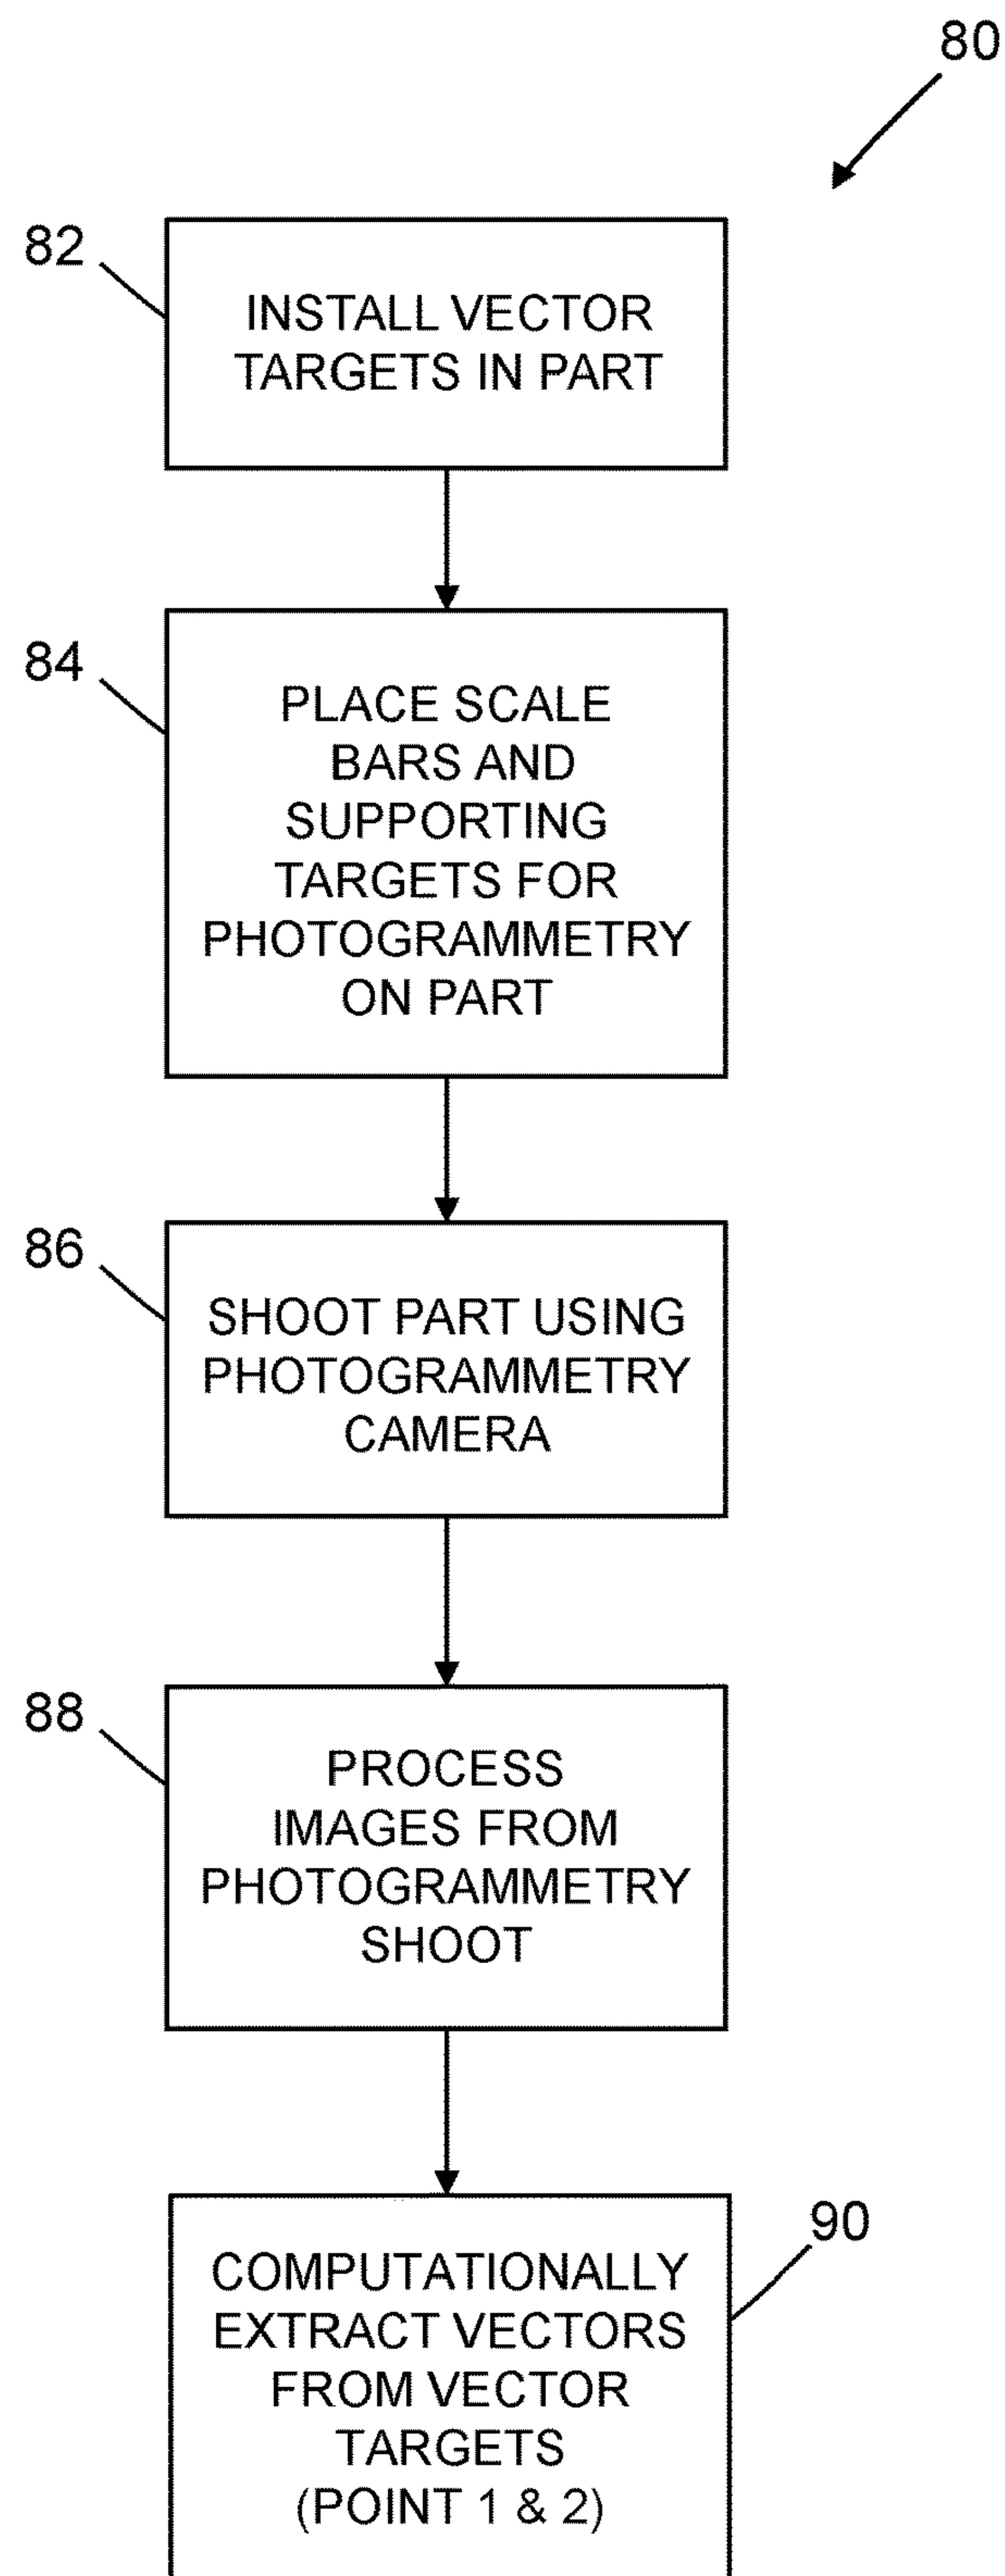 80
82
INSTALL VECTOR
TARGETS IN PART
84
PLACE SCALE
BARS AND
SUPPORTING
TARGETS FOR
PHOTOGRAMMETRY
ON PART
86
SHOOT PART USING
PHOTOGRAMMETRY
CAMERA
88
PROCESS
IMAGES FROM
PHOTOGRAMMETRY
SHOOT
90
COMPUTATIONALLY
EXTRACT VECTORS
FROM VECTOR
TARGETS
(POINT 1 & 2)